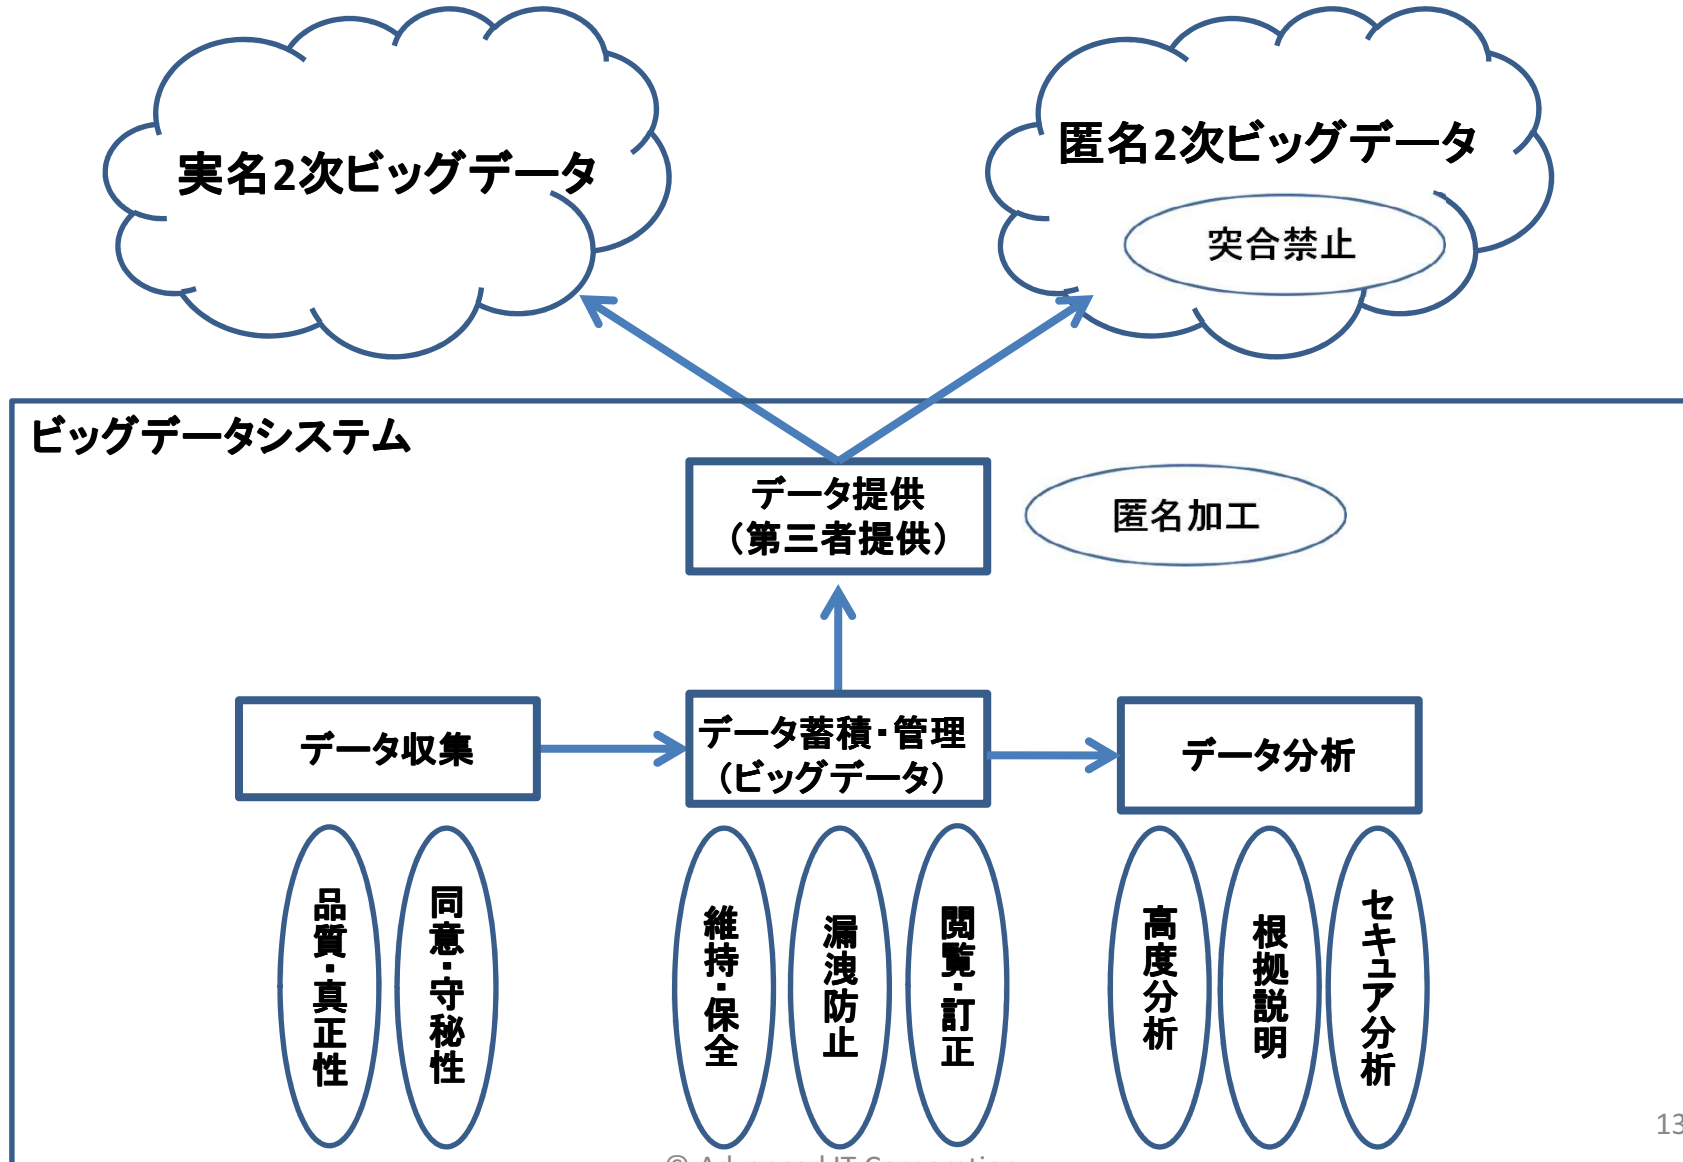 実名2次ビッグデータ
匿名2次ビッグデータ
突合禁止
ビッグデータシステム
データ提供
（第三者提供）
匿名加工
データ収集
データ蓄積・管理
（ビッグデータ）
データ分析
品質・真正性
同意・守秘性
維持・保全
漏洩防止
閲覧・訂正
高度分析
根拠説明
セキュア分析
13